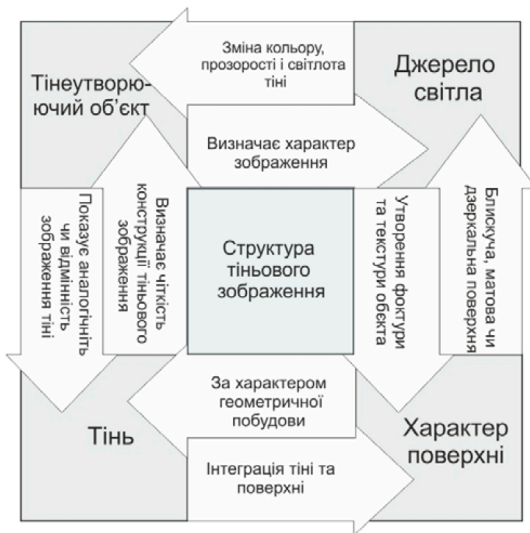 Тінеутворю-
ючий об'єкт
Зміна кольору,
прозорості і світлота
тіні
Джерело
світла
Визначає характер
зображення
Показує аналогічніть
чи відмінність
зображення тіні
Визначає чіткість
конструкції тіньового
зображення
Структура
тіньового
зображення
Утворення фоктури
та текстури обєкта
Блискуча, матова чи
дзеркальна поверхня
Тінь
За характером
геометричної
побудови
Інтеграція тіні та
поверхні
Характер
поверхні